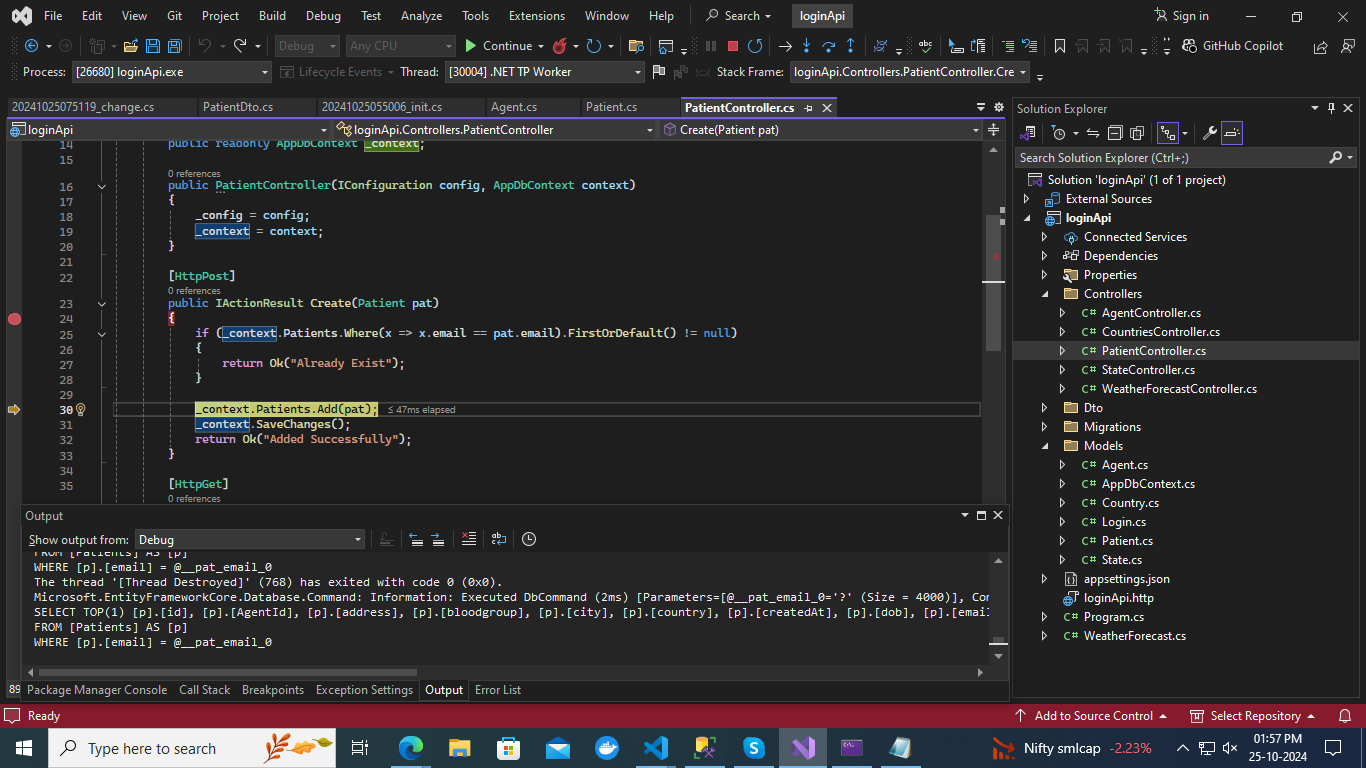 File Edit View Git Project Build Debug Test Analyze Tools Extensions Window Help Search loginApi Sign in
Debug Any CPU Continue GitHub Copilot
Process: [26680] loginApi.exe Lifecycle Events Thread: [30004] .NET TP Worker Stack Frame: loginApi.Controllers.PatientController.Cre
20241025075119_change.cs PatientDto.cs 20241025055006_init.cs Agent.cs Patient.cs PatientController.cs
loginApi loginApi.Controllers.PatientController Create(Patient pat)
14 public readonly AppDbContext _context;
15
0 references
16 public PatientController(IConfiguration config, AppDbContext context)
17 {
18 _config = config;
19 _context = context;
20 }
21
22 [HttpPost]
0 references
23 public IActionResult Create(Patient pat)
24 {
25 if (_context.Patients.Where(x => x.email == pat.email).FirstOrDefault() != null)
26 {
27 return Ok("Already Exist");
28 }
29
30 _context.Patients.Add(pat); ≤ 47ms elapsed
31 _context.SaveChanges();
32 return Ok("Added Successfully");
33 }
34
35 [HttpGet]
0 references
Output
Show output from: Debug
FROM [Patients] AS [p]
WHERE [p].[email] = @__pat_email_0
The thread '[Thread Destroyed]' (768) has exited with code 0 (0x0).
Microsoft.EntityFrameworkCore.Database.Command: Information: Executed DbCommand (2ms) [Parameters=[@__pat_email_0='?' (Size = 4000)], Con
SELECT TOP(1) [p].[id], [p].[AgentId], [p].[address], [p].[bloodgroup], [p].[city], [p].[country], [p].[createdAt], [p].[dob], [p].[email
FROM [Patients] AS [p]
WHERE [p].[email] = @__pat_email_0
89
Package Manager Console Call Stack Breakpoints Exception Settings Output Error List
Solution Explorer
Search Solution Explorer (Ctrl+;)
Solution 'loginApi' (1 of 1 project)
External Sources
loginApi
Connected Services
Dependencies
Properties
Controllers
C# AgentController.cs
C# CountriesController.cs
C# PatientController.cs
C# StateController.cs
C# WeatherForecastController.cs
Dto
Migrations
Models
C# Agent.cs
C# AppDbContext.cs
C# Country.cs
C# Login.cs
C# Patient.cs
C# State.cs
appsettings.json
loginApi.http
C# Program.cs
C# WeatherForecast.cs
Ready Add to Source Control Select Repository
Type here to search
Nifty smlcap -2.23%
01:57 PM
25-10-2024